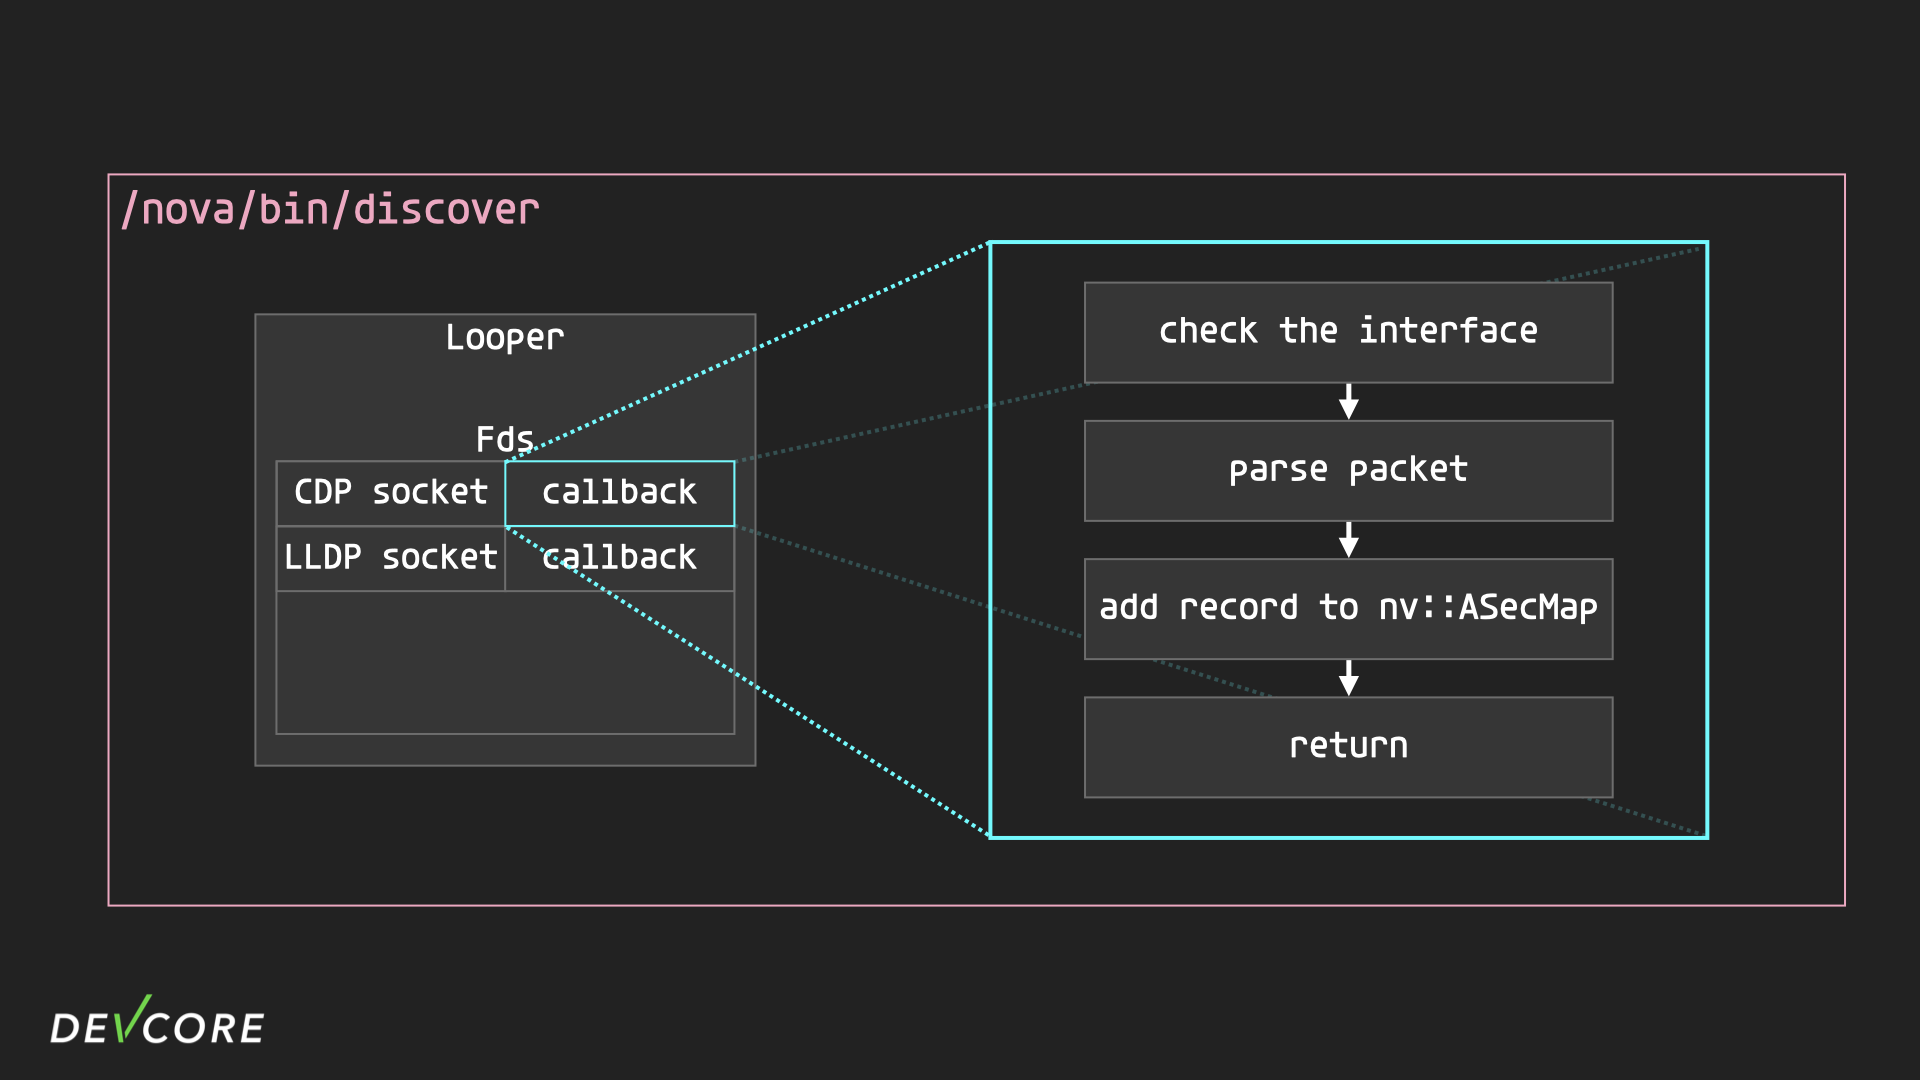 /nova/bin/discover
Looper
Fds
CDP socket callback
LLDP socket callback
check the interface
parse packet
add record to nv::ASecMap
return
DEVCORE